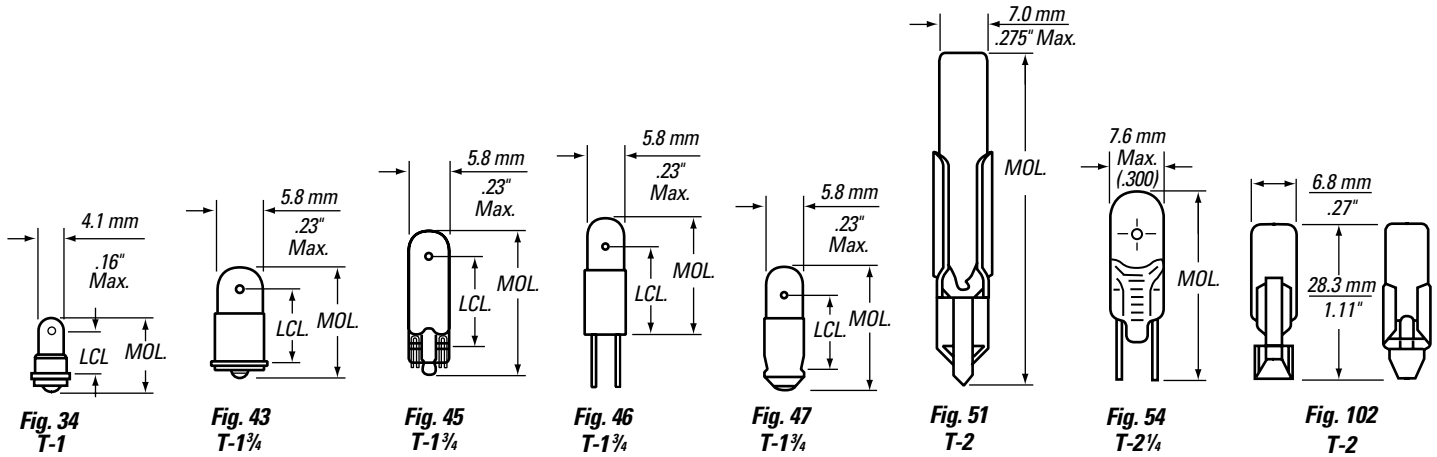 4.1 mm
.16" Max.
LCL
MOL.
Fig. 34
T-1
5.8 mm
.23" Max.
LCL.
MOL.
Fig. 43
T-1¾
5.8 mm
.23" Max.
LCL.
MOL.
Fig. 45
T-1¾
5.8 mm
.23" Max.
LCL.
MOL.
Fig. 46
T-1¾
5.8 mm
.23" Max.
LCL.
MOL.
Fig. 47
T-1¾
7.0 mm
.275" Max.
MOL.
Fig. 51
T-2
7.6 mm
Max.
(.300)
MOL.
Fig. 54
T-2¼
6.8 mm
.27"
28.3 mm
1.11"
Fig. 102
T-2